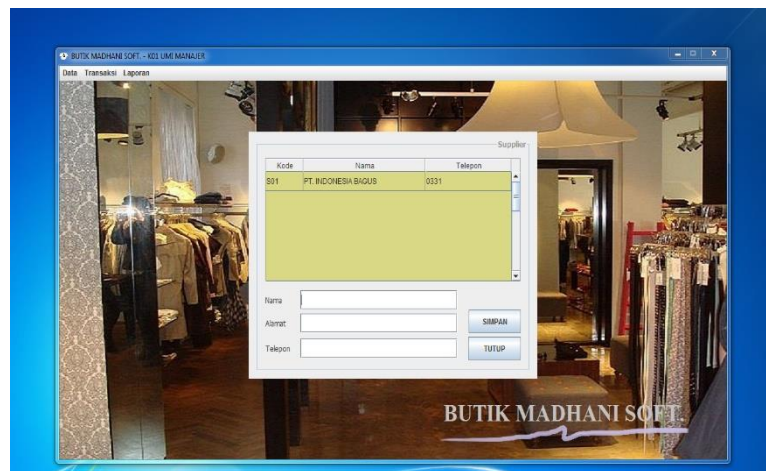 BUTIK MADHANI SOFT. - K01 UMI MANAJER
Data Transaksi Laporan
Supplier
Kode Nama Telepon
S01 PT. INDONESIA BAGUS 0331
Nama
Alamat
SIMPAN
Telepon
TUTUP
BUTIK MADHANI SOFT.